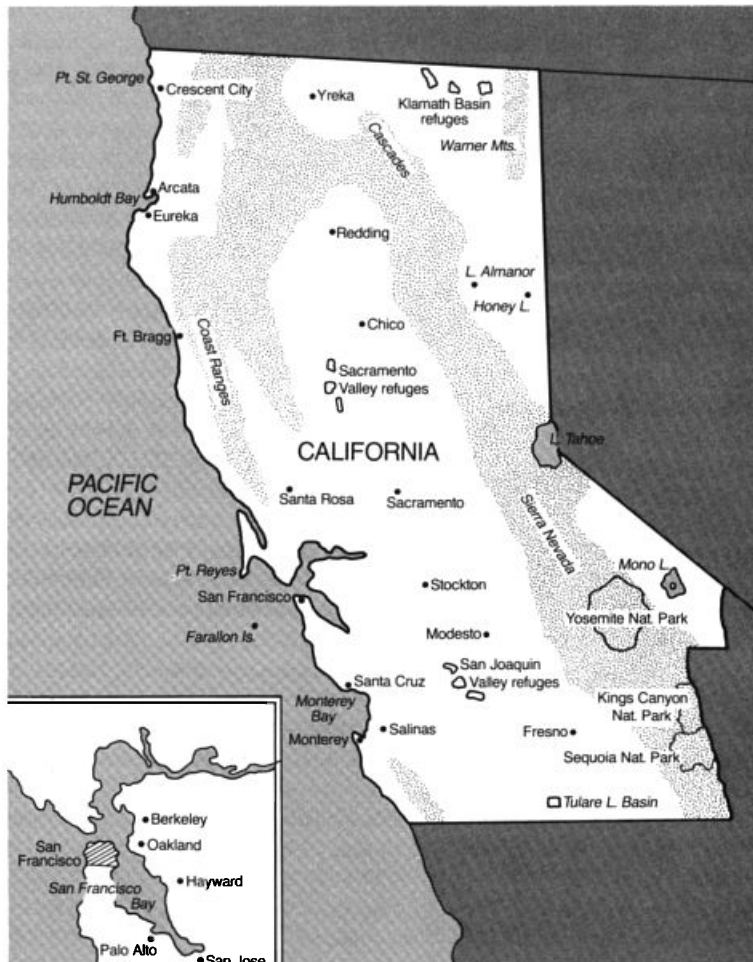 Pt. St. George
Crescent City
Yreka
Klamath Basin
refuges
Cascades
Warner Mts.
Arcata
Humboldt Bay
Eureka
Redding
L. Almanor
Honey L.
Ft. Bragg
Coast Ranges
Chico
Sacramento
Valley refuges
CALIFORNIA
L. Tahoe
PACIFIC
OCEAN
Santa Rosa
Sacramento
Sierra Nevada
Pt. Reyes
Mono L.
San Francisco
Stockton
Yosemite Nat. Park
Farallon Is.
Modesto
San Joaquin
Valley refuges
Santa Cruz
Monterey
Bay
Kings Canyon
Nat. Park
Monterey
Salinas
Fresno
Sequoia Nat. Park
Tulare L. Basin
Berkeley
Oakland
San
Francisco
Hayward
San Francisco
Bay
Palo Alto
San Jose